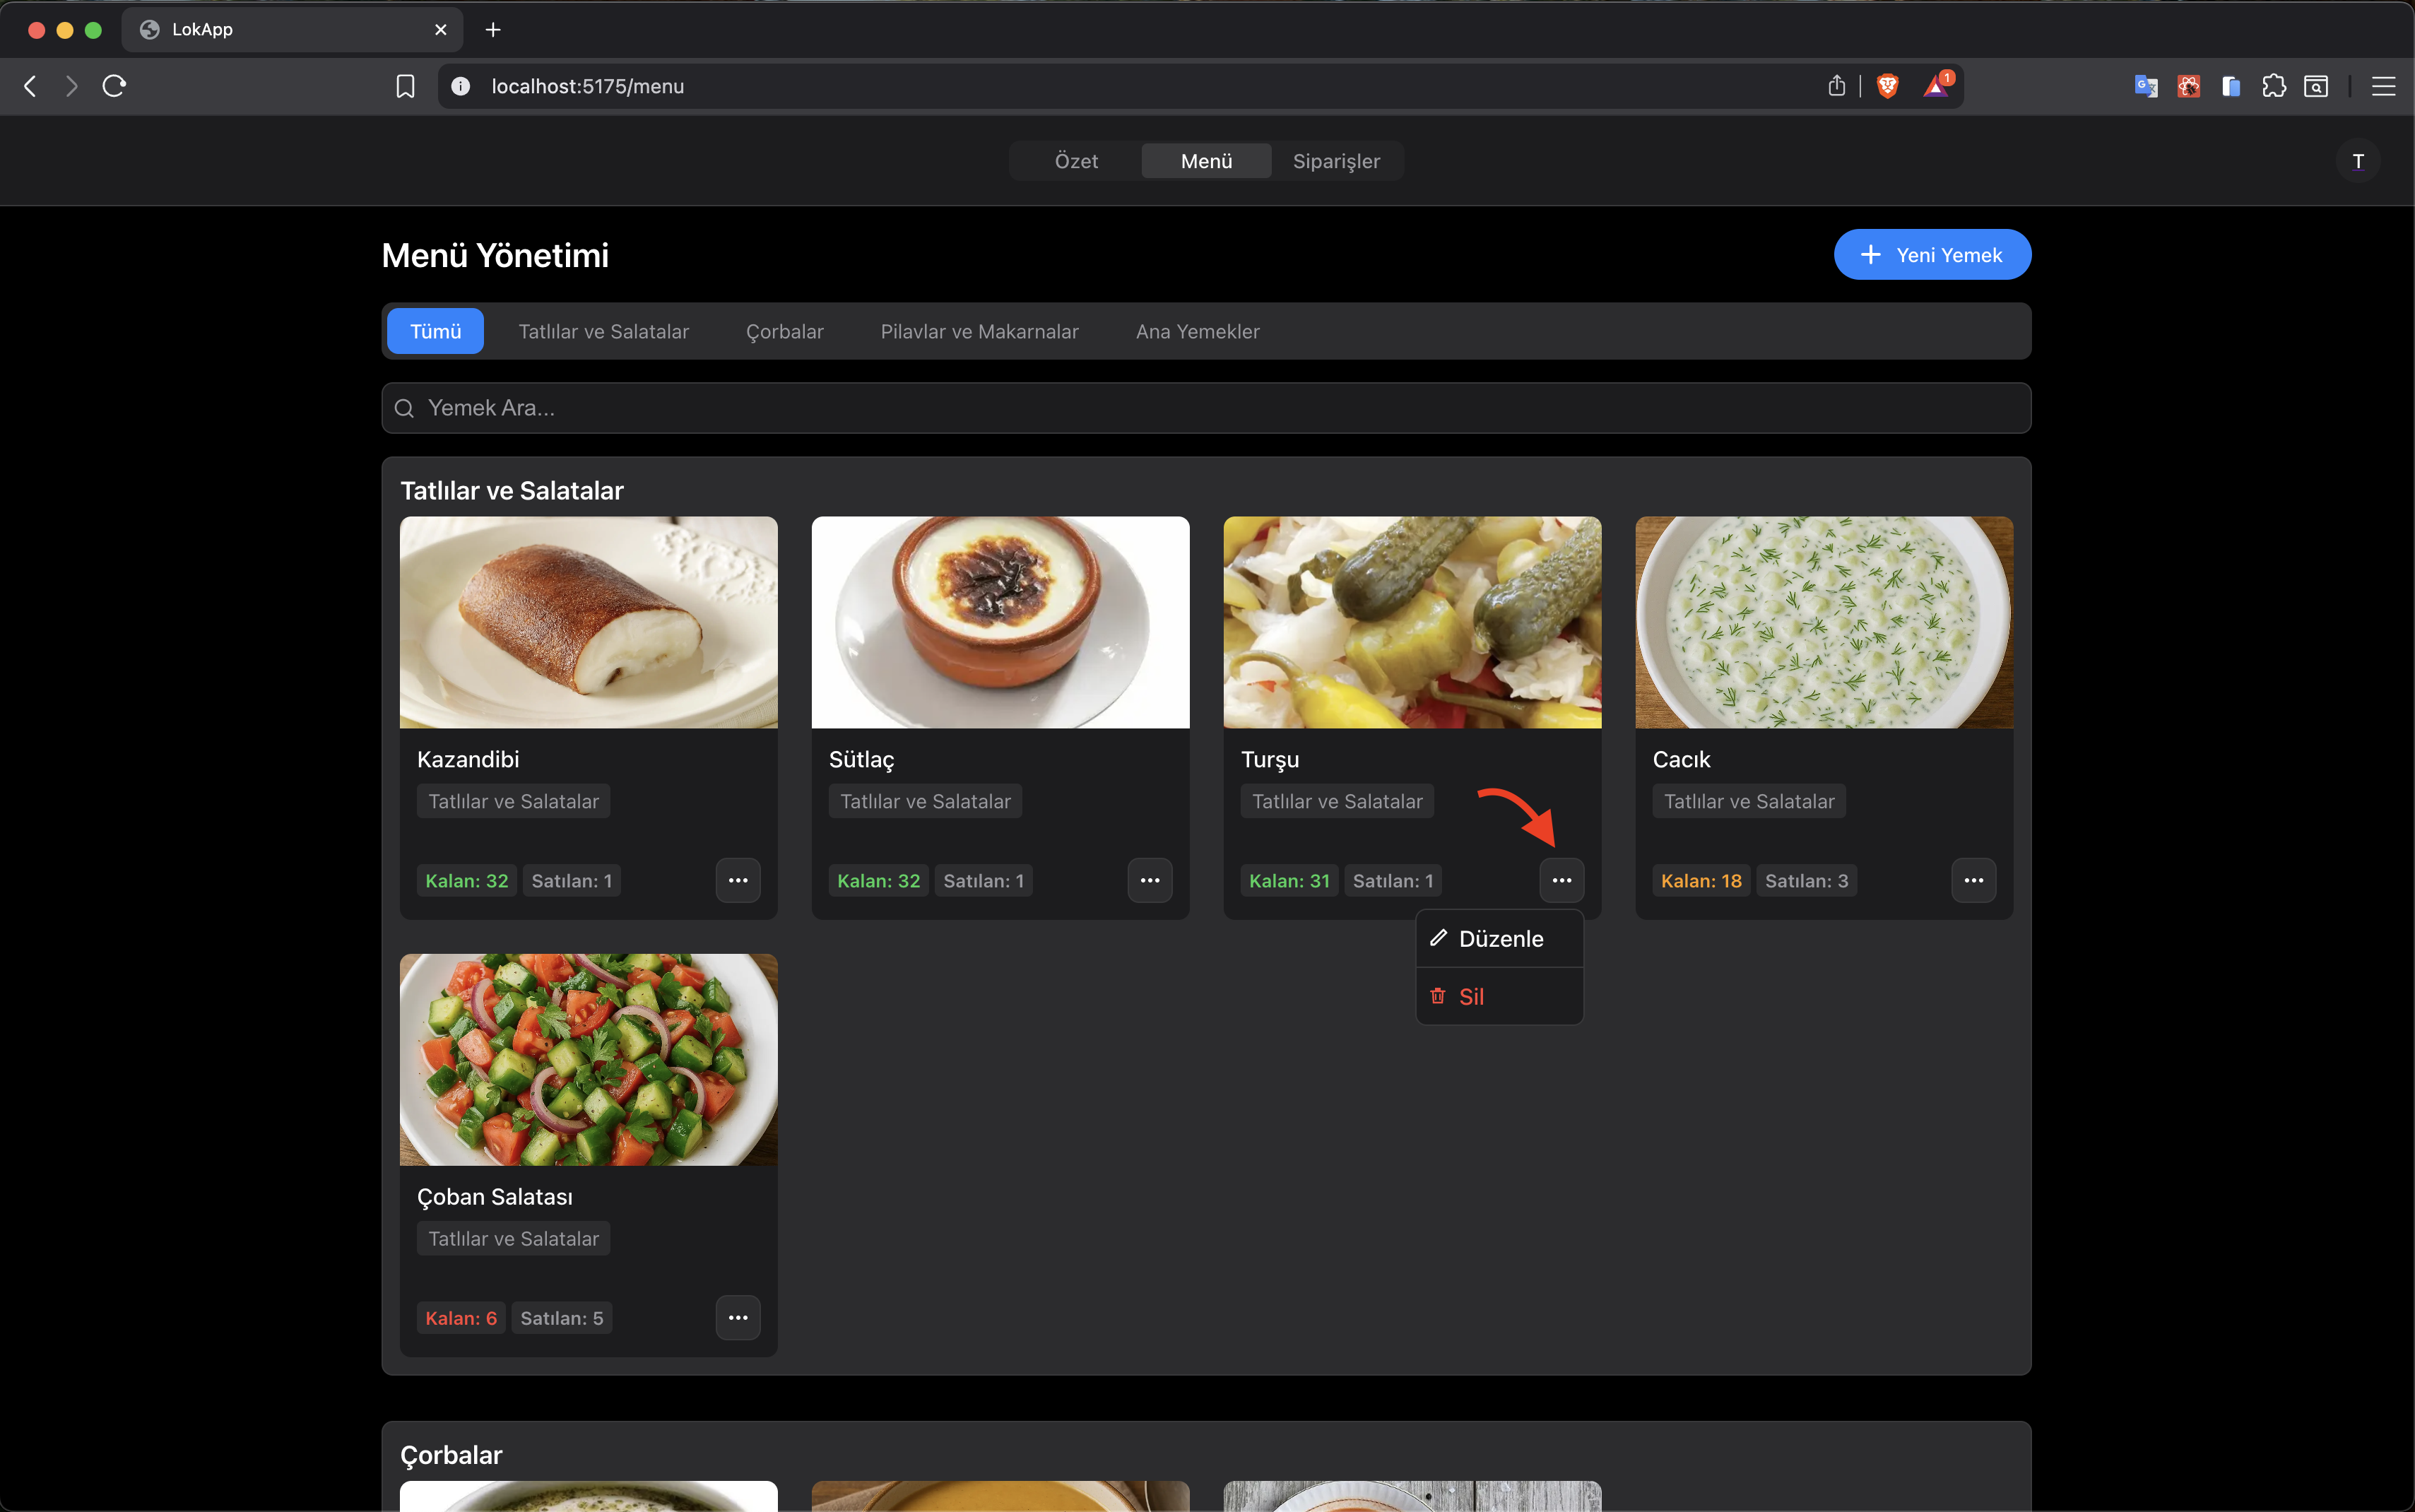 LokApp
localhost:5175/menu
1
Özet
Menü
Siparişler
T
Menü Yönetimi
Yeni Yemek
Tümü
Tatlılar ve Salatalar
Çorbalar
Pilavlar ve Makarnalar
Ana Yemekler
Yemek Ara...
Tatlılar ve Salatalar
Kazandibi
Tatlılar ve Salatalar
Kalan: 32
Satılan: 1
Sütlaç
Tatlılar ve Salatalar
Kalan: 32
Satılan: 1
Turşu
Tatlılar ve Salatalar
Kalan: 31
Satılan: 1
Düzenle
Sil
Cacık
Tatlılar ve Salatalar
Kalan: 18
Satılan: 3
Çoban Salatası
Tatlılar ve Salatalar
Kalan: 6
Satılan: 5
Çorbalar